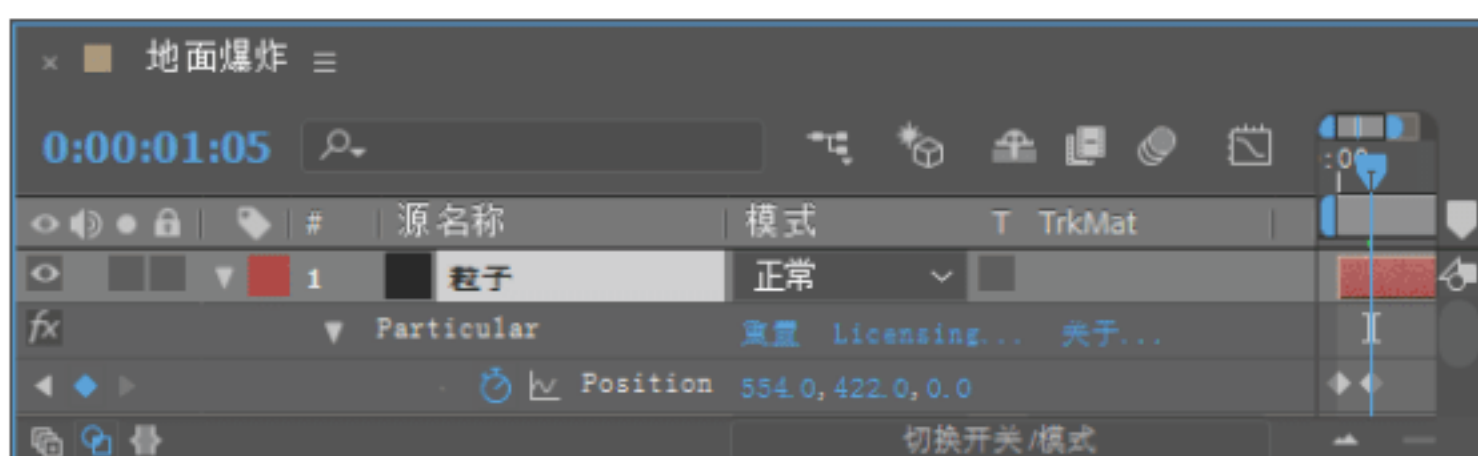 地面爆炸
0:00:01:05
:00
# 源名称 模式 T TrkMat
1 粒子 正常
fx Particular 重置 Licensing... 关于...
Position 554.0,422.0,0.0
切换开关/模式